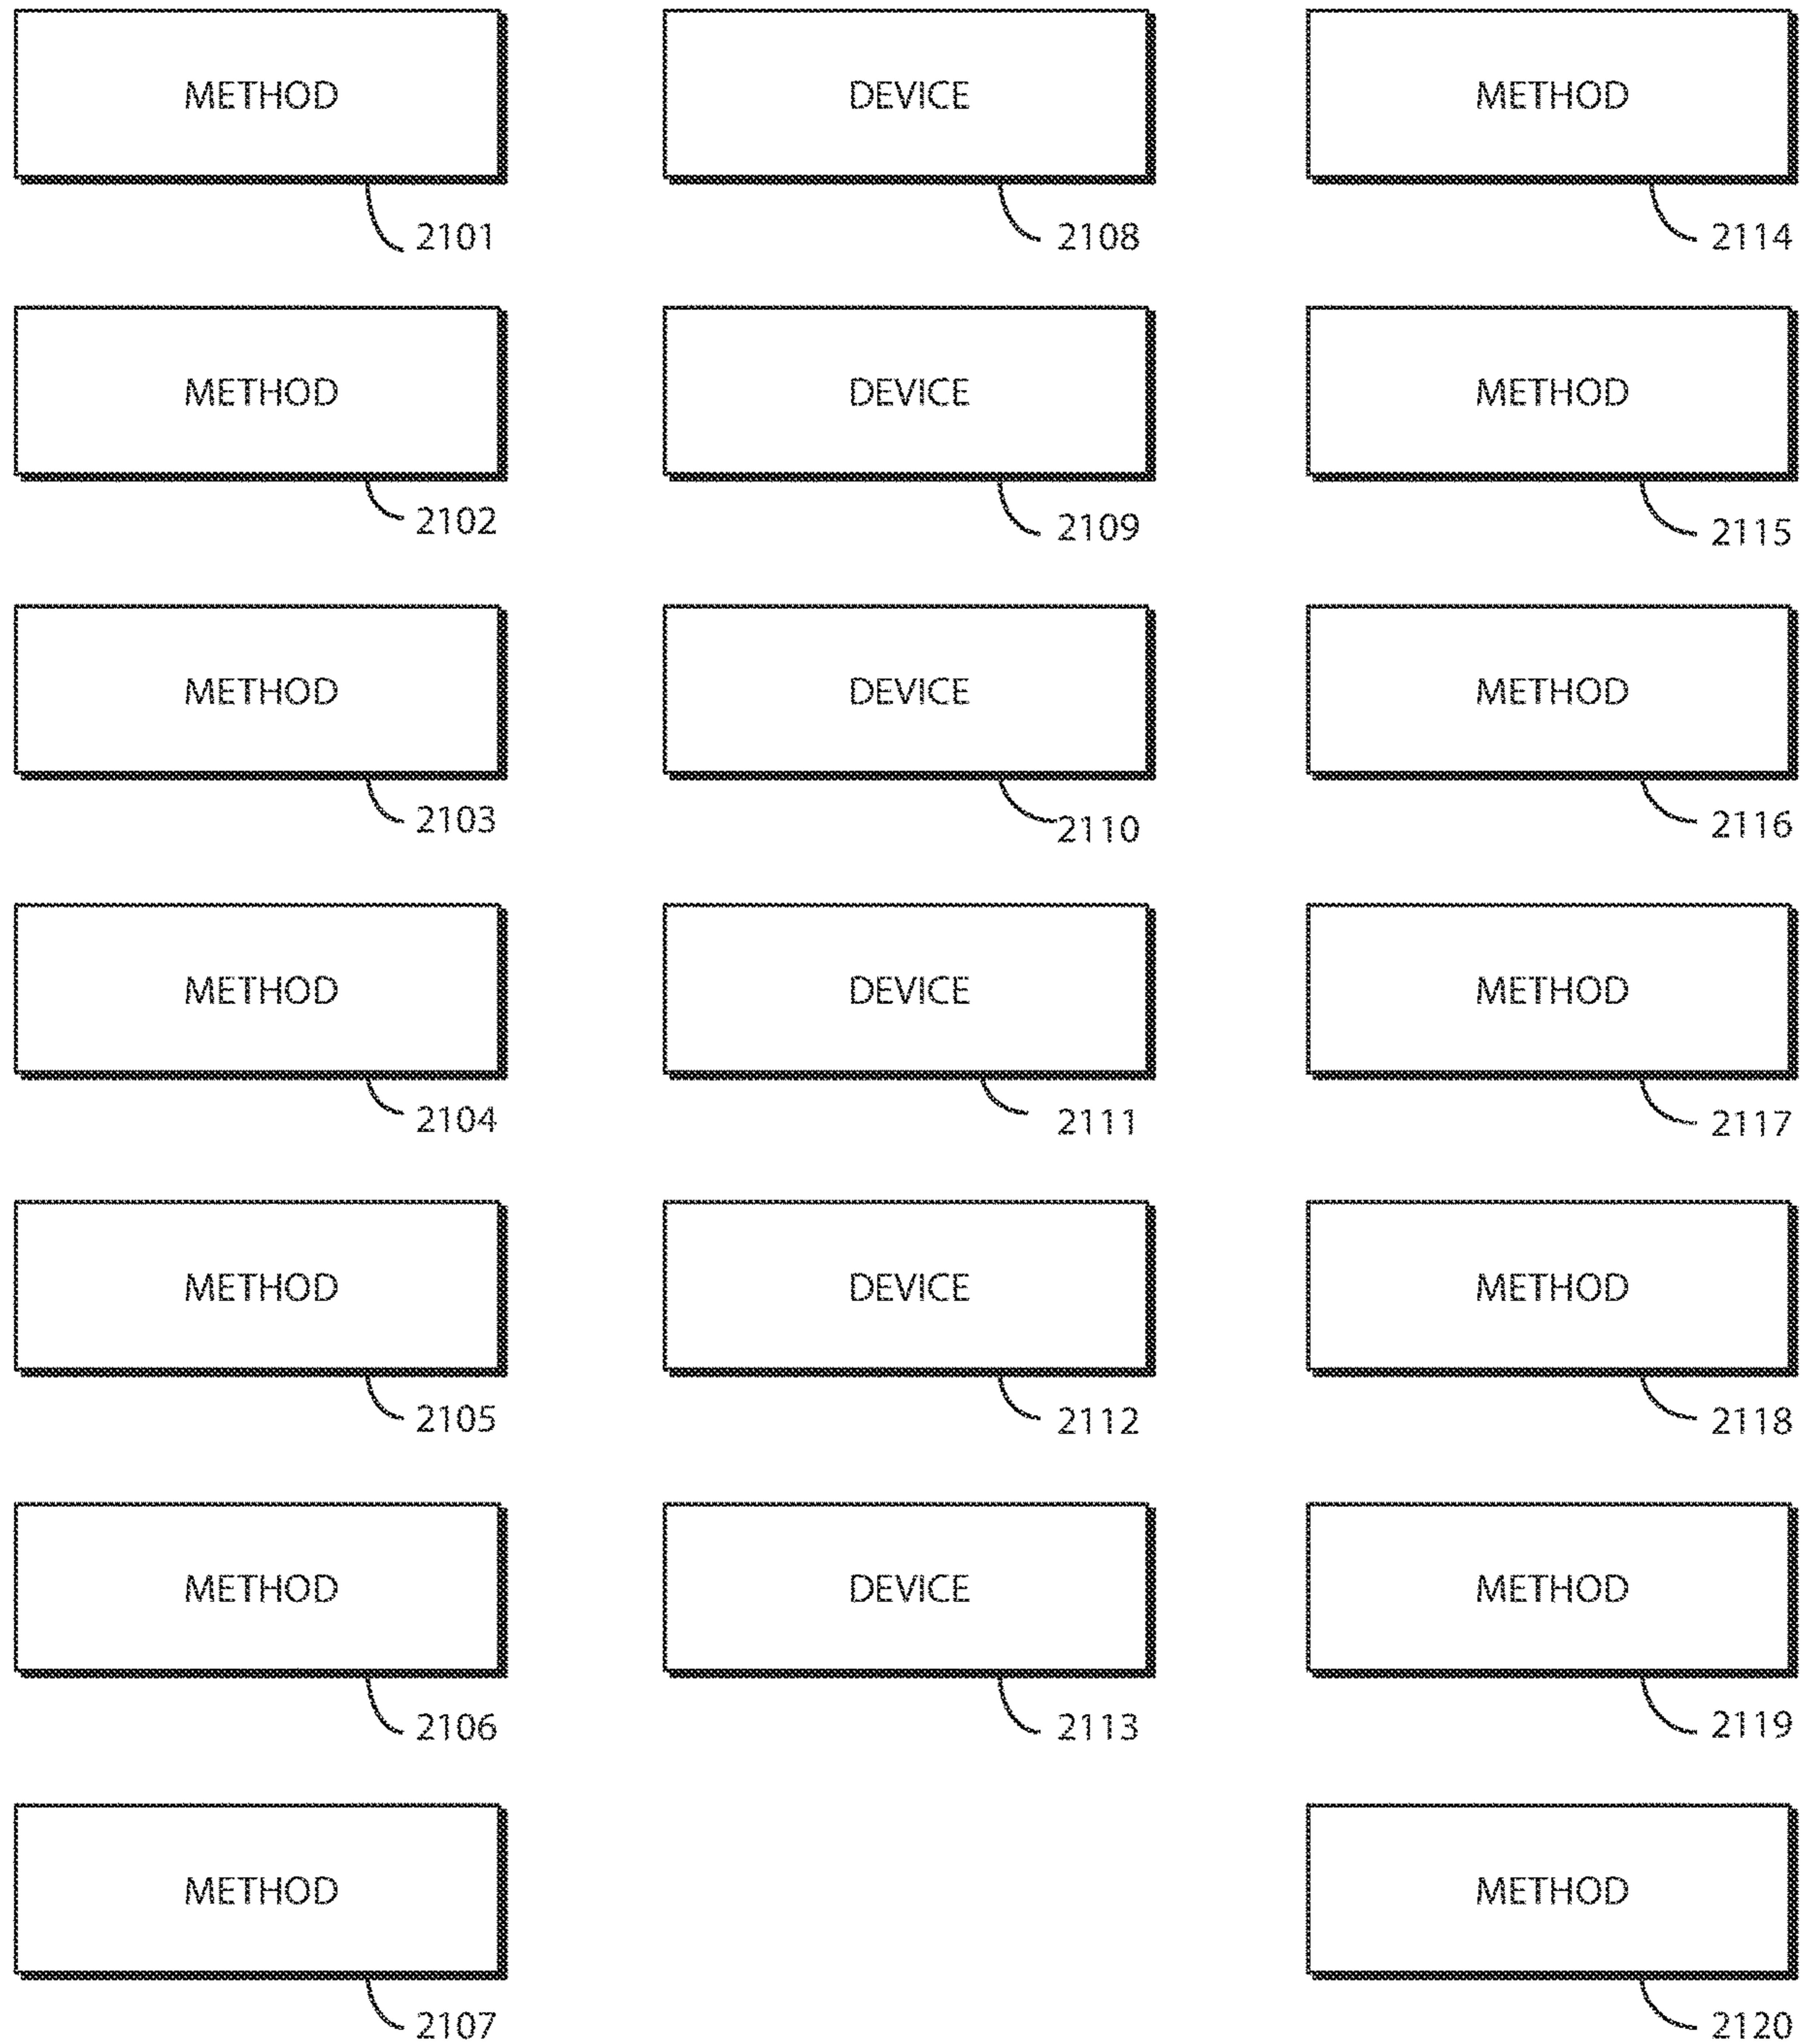 METHOD
2101
METHOD
2102
METHOD
2103
METHOD
2104
METHOD
2105
METHOD
2106
METHOD
2107
DEVICE
2108
DEVICE
2109
DEVICE
2110
DEVICE
2111
DEVICE
2112
DEVICE
2113
METHOD
2114
METHOD
2115
METHOD
2116
METHOD
2117
METHOD
2118
METHOD
2119
METHOD
2120